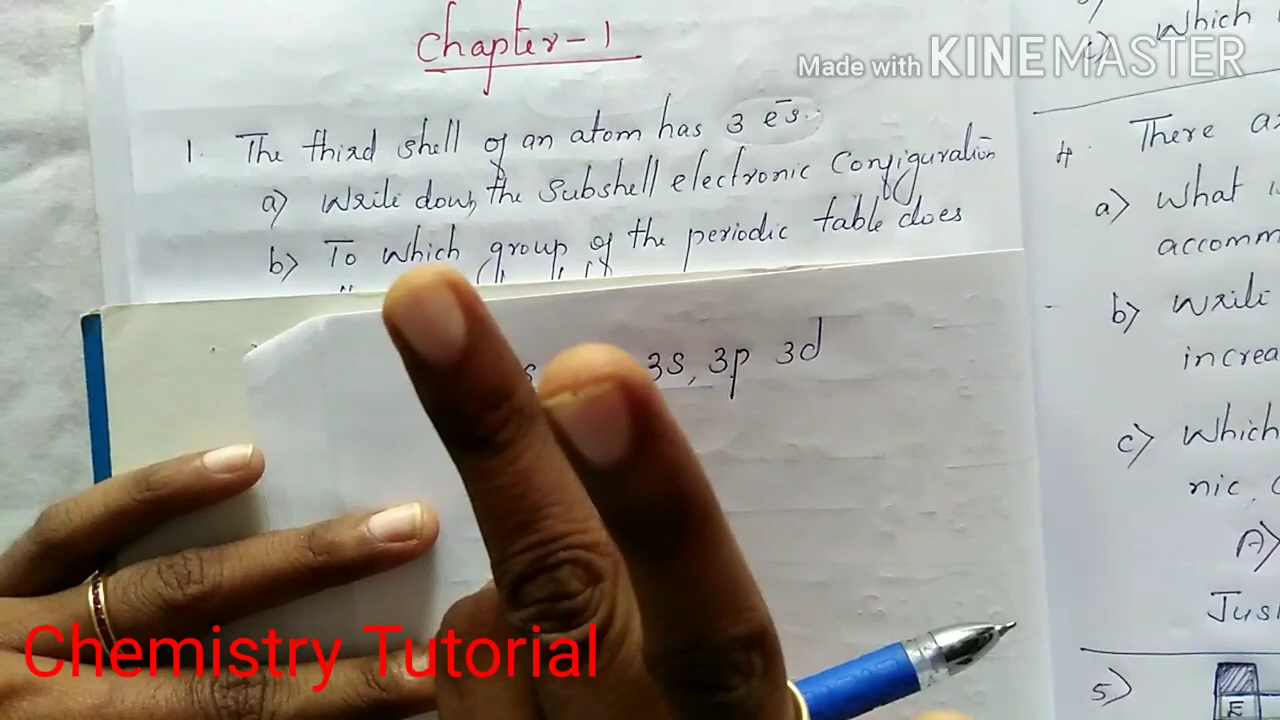 Chapter-1
Made with KINEMASTER
1. The third shell of an atom has 3 e⁻s.
a) Write down the subshell electronic configuration
b) To which group of the periodic table does
3s, 3p 3d
c) Which
4. There
a) What
accomm
b) Write
increa
c) Which
nic,
A)
Jus
5)
E
Chemistry Tutorial